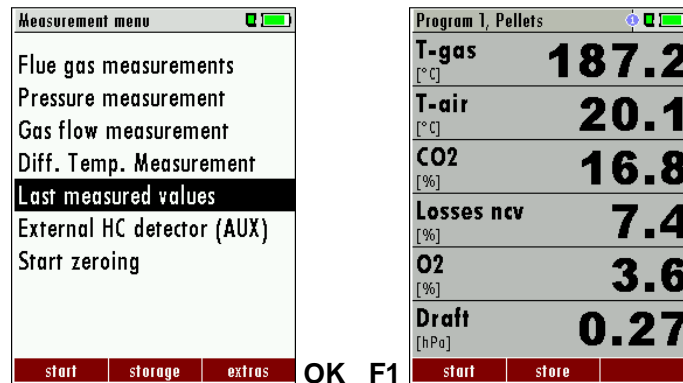 Measurement menu
Flue gas measurements
Pressure measurement
Gas flow measurement
Diff. Temp. Measurement
Last measured values
External HC detector (AUX)
Start zeroing
start storage extras
OK F1
Program 1, Pellets
T-gas 187.2
[°C]
T-air 20.1
[°C]
CO2 16.8
[%]
Losses ncv 7.4
[%]
O2 3.6
[%]
Draft 0.27
[hPa]
start store